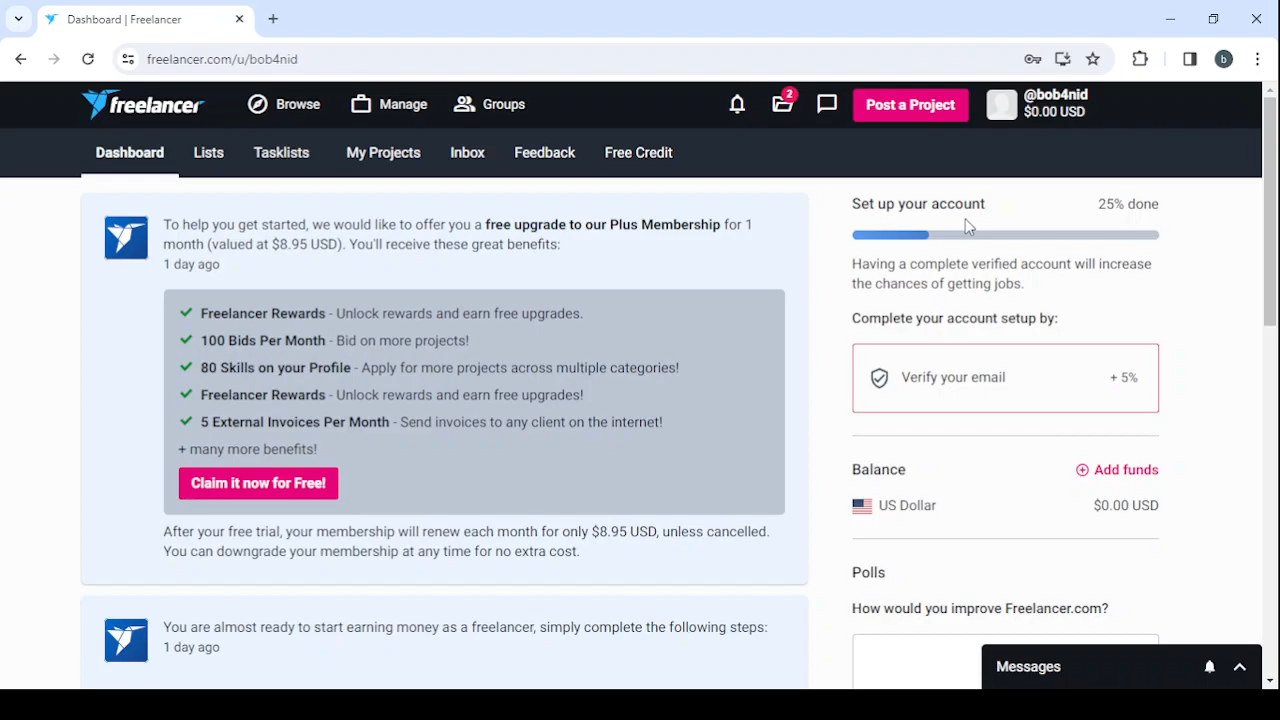 Dashboard | Freelancer
freelancer.com/u/bob4nid
b
freelancer
Browse
Manage
Groups
2
Post a Project
@bob4nid
$0.00 USD
Dashboard
Lists
Tasklists
My Projects
Inbox
Feedback
Free Credit
To help you get started, we would like to offer you a free upgrade to our Plus Membership for 1
month (valued at $8.95 USD). You'll receive these great benefits:
1 day ago
Freelancer Rewards - Unlock rewards and earn free upgrades.
100 Bids Per Month - Bid on more projects!
80 Skills on your Profile - Apply for more projects across multiple categories!
Freelancer Rewards - Unlock rewards and earn free upgrades!
5 External Invoices Per Month - Send invoices to any client on the internet!
+ many more benefits!
Claim it now for Free!
After your free trial, your membership will renew each month for only $8.95 USD, unless cancelled.
You can downgrade your membership at any time for no extra cost.
You are almost ready to start earning money as a freelancer, simply complete the following steps:
1 day ago
Set up your account
25% done
Having a complete verified account will increase
the chances of getting jobs.
Complete your account setup by:
Verify your email
+ 5%
Balance
Add funds
US Dollar
$0.00 USD
Polls
How would you improve Freelancer.com?
Messages